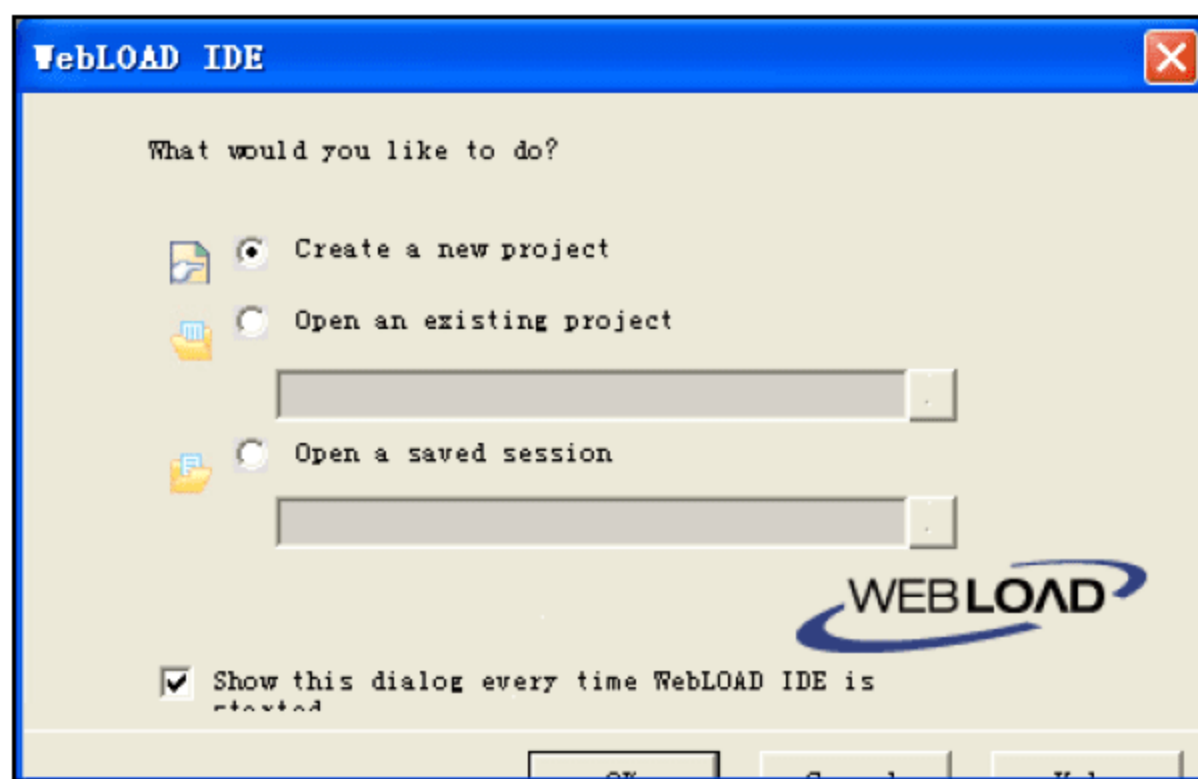 WebLOAD IDE
What would you like to do?
Create a new project
Open an existing project
Open a saved session
WEBLOAD
Show this dialog every time WebLOAD IDE is
started